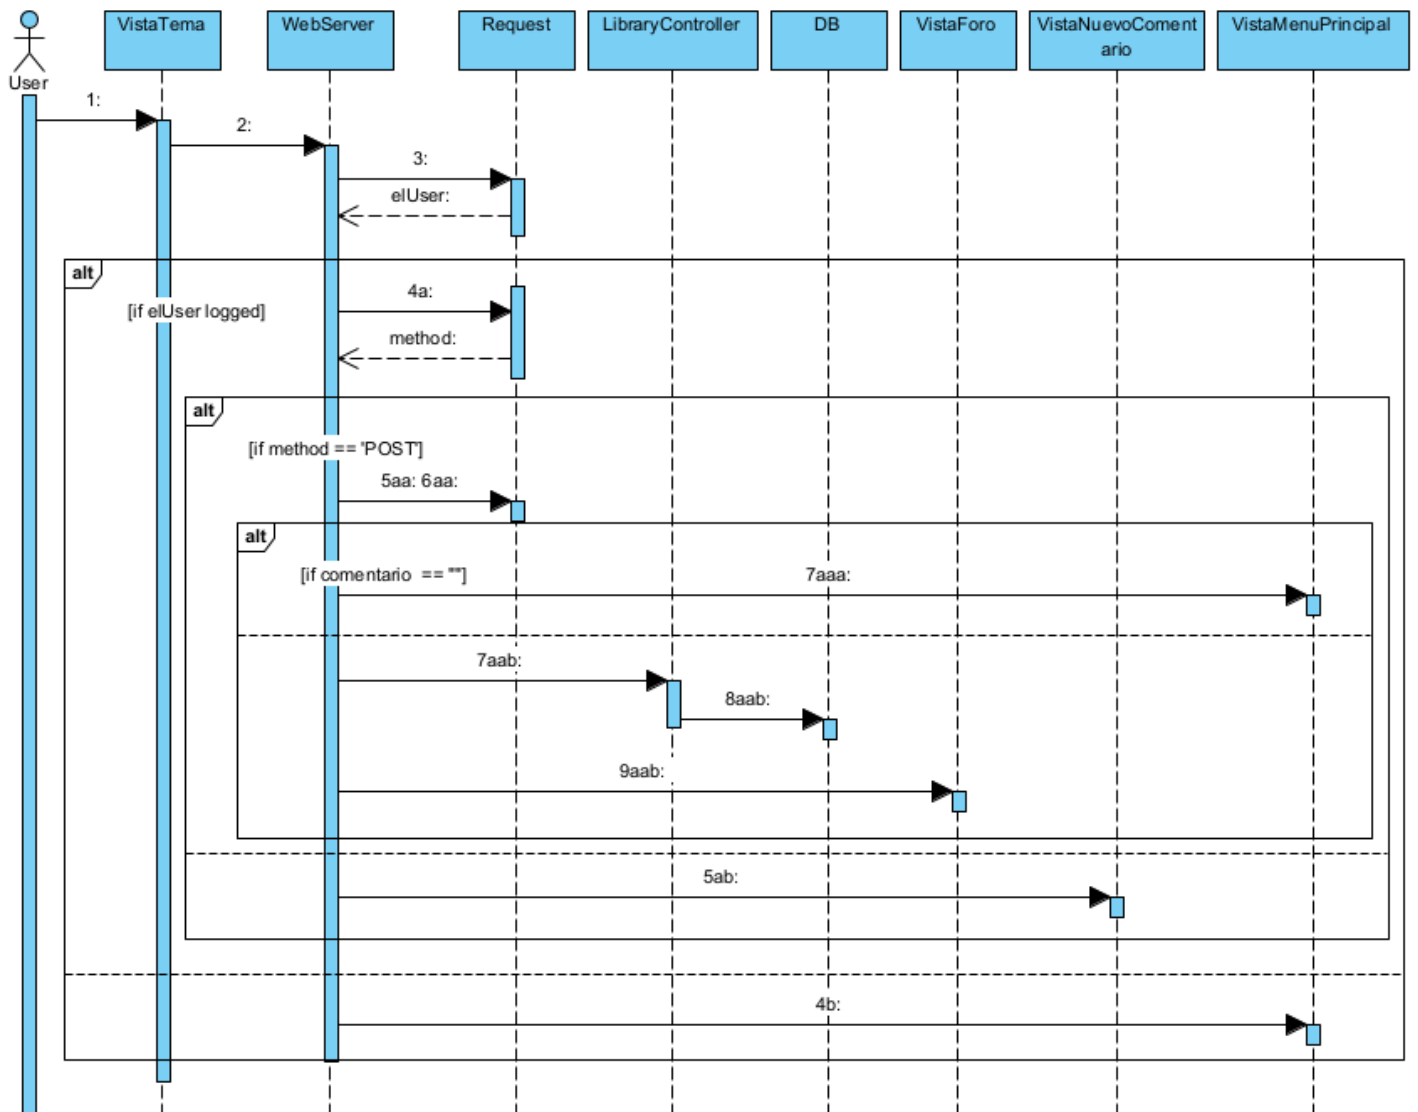 VistaTema
WebServer
Request
LibraryController
DB
VistaForo
VistaNuevoComent
ario
VistaMenuPrincipal
User
1:
2:
3:
elUser:
alt
[if elUser logged]
4a:
method:
alt
[if method == 'POST']
5aa: 6aa:
alt
[if comentario == ""]
7aaa:
7aab:
8aab:
9aab:
5ab:
4b: